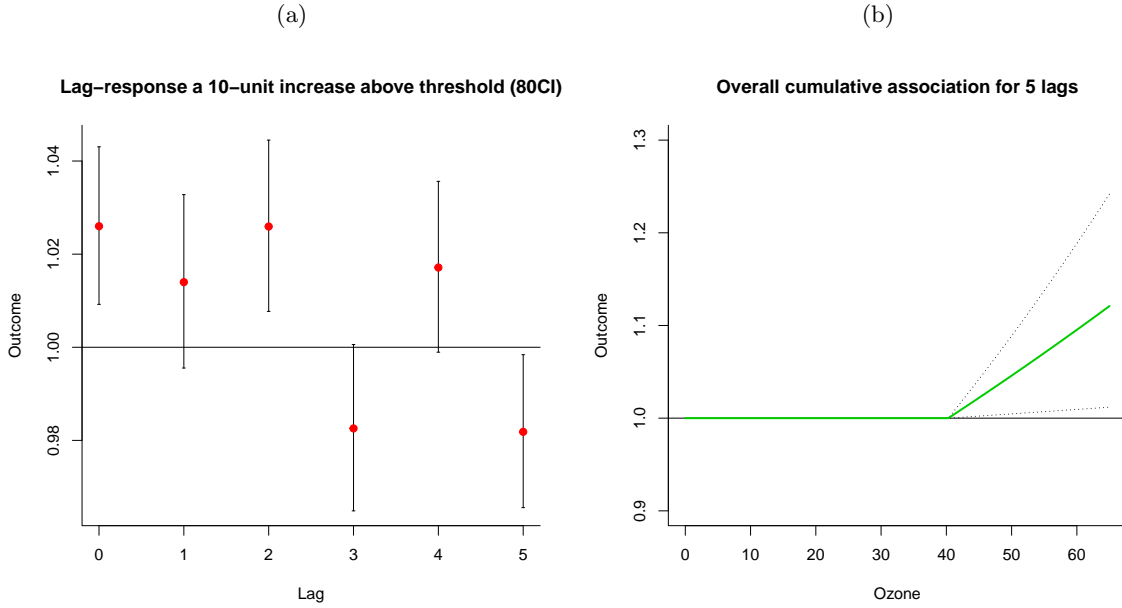 (a)
Lag−response a 10−unit increase above threshold (80CI)
Outcome
1.04
1.02
1.00
0.98
0 1 2 3 4 5
Lag
(b)
Overall cumulative association for 5 lags
Outcome
1.3
1.2
1.1
1.0
0.9
0 10 20 30 40 50 60
Ozone